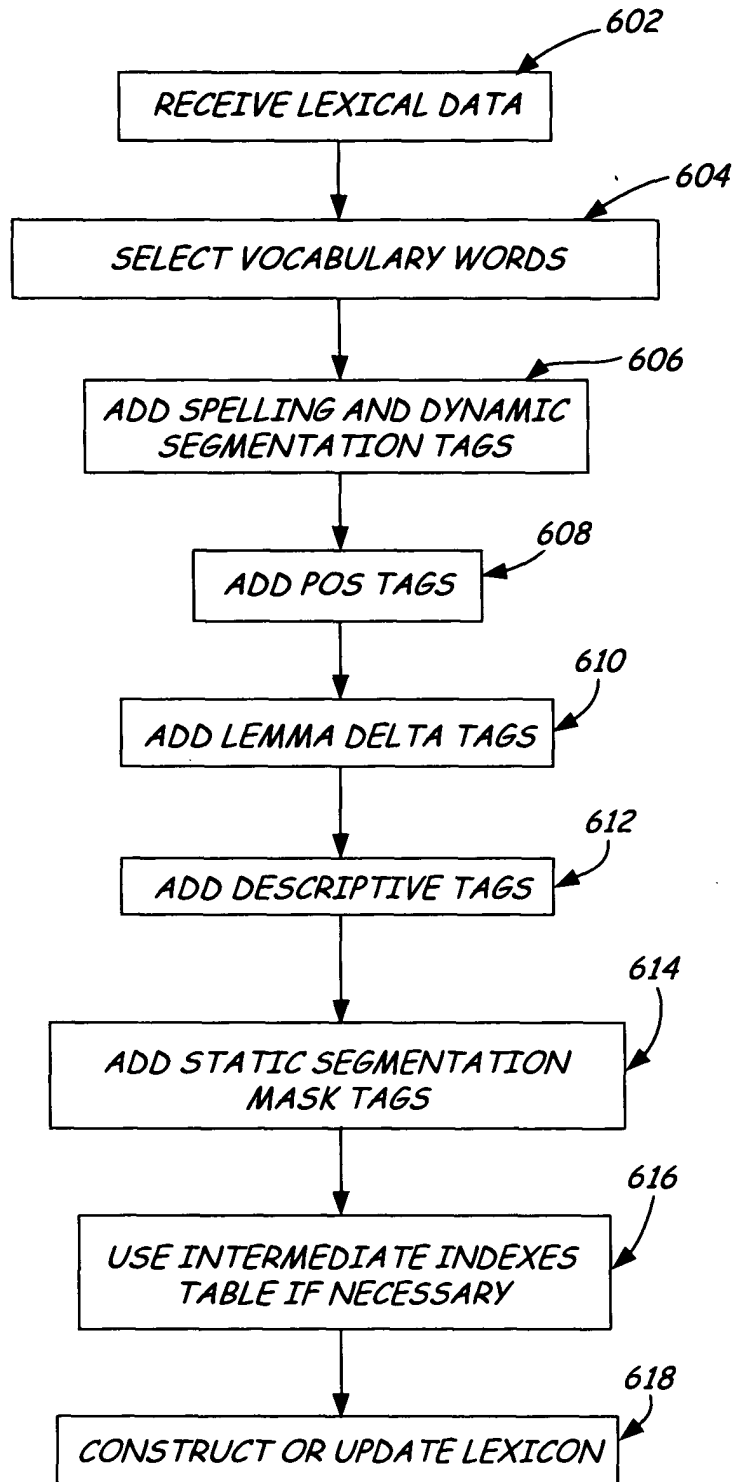 602
RECEIVE LEXICAL DATA
604
SELECT VOCABULARY WORDS
606
ADD SPELLING AND DYNAMIC
SEGMENTATION TAGS
608
ADD POS TAGS
610
ADD LEMMA DELTA TAGS
612
ADD DESCRIPTIVE TAGS
614
ADD STATIC SEGMENTATION
MASK TAGS
616
USE INTERMEDIATE INDEXES
TABLE IF NECESSARY
618
CONSTRUCT OR UPDATE LEXICON